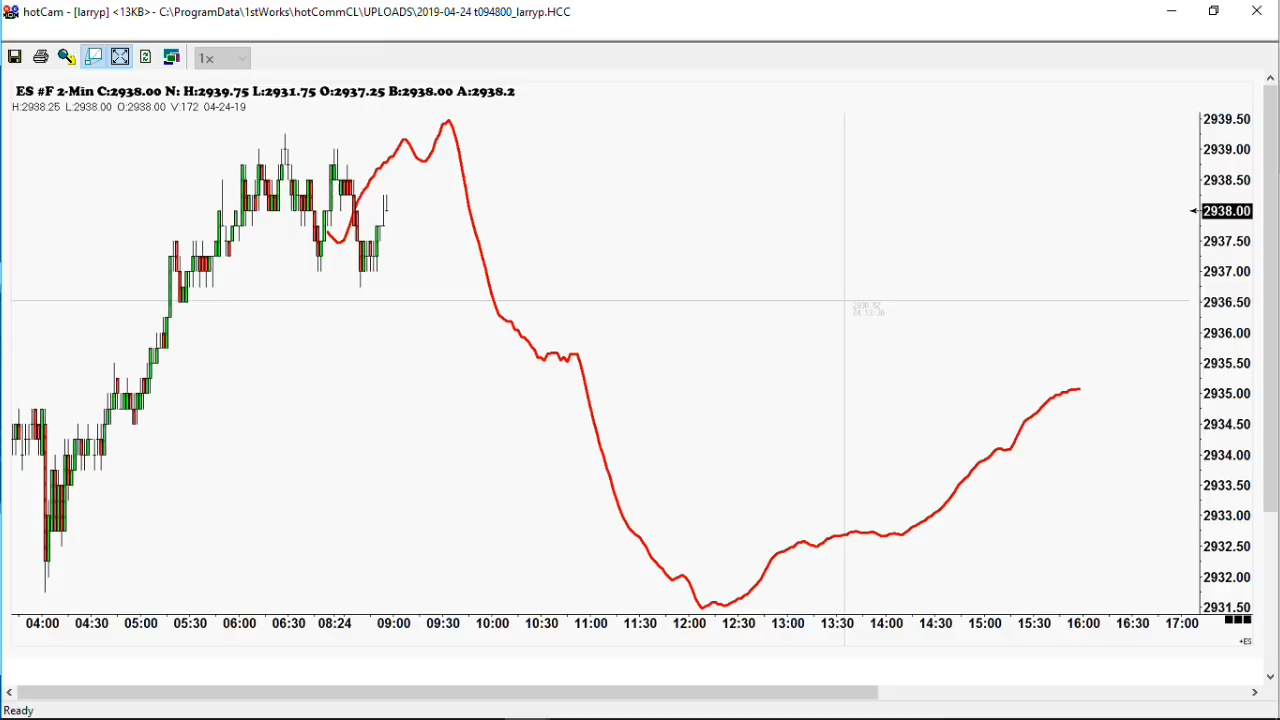 hotCam - [larryp] <13KB>- C:\ProgramData\1stWorks\hotCommCL\UPLOADS\2019-04-24 t094800_larryp.HCC
1x
ES #F 2-Min C:2938.00 N: H:2939.75 L:2931.75 O:2937.25 B:2938.00 A:2938.2
H:2938.25 L:2938.00 O:2938.00 V:172 04-24-19
2939.50
2939.00
2938.50
2938.00
2937.50
2937.00
2936.50
2936.00
2935.50
2935.00
2934.50
2934.00
2933.50
2933.00
2932.50
2932.00
2931.50
2936.52
24 13:36
04:00 04:30 05:00 05:30 06:00 06:30 08:24 09:00 09:30 10:00 10:30 11:00 11:30 12:00 12:30 13:00 13:30 14:00 14:30 15:00 15:30 16:00 16:30 17:00
+ES
Ready